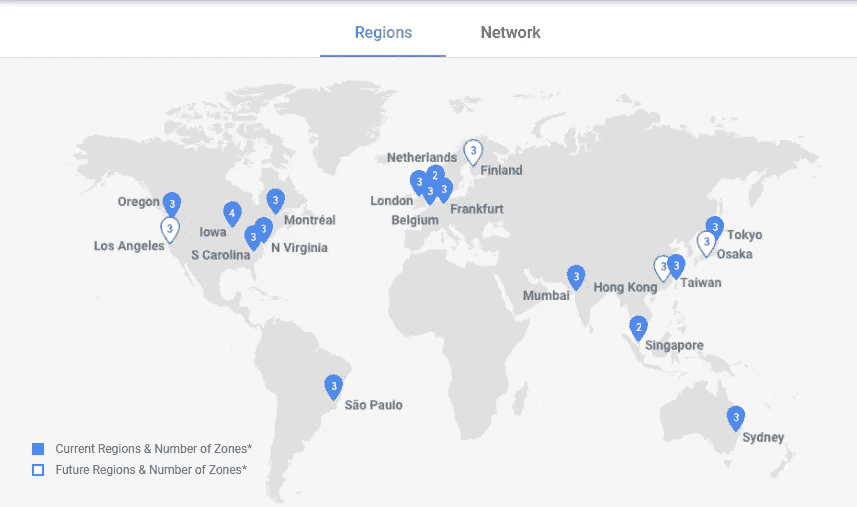 Regions
Network
Netherlands
3
Finland
3
2
3
3
London
Belgium
Frankfurt
Oregon
3
4
3
Iowa
Montréal
3
Los Angeles
3
3
S Carolina
N Virginia
3
Tokyo
3
Osaka
3
Mumbai
3
3
Hong Kong
Taiwan
2
Singapore
3
São Paulo
3
Sydney
Current Regions & Number of Zones*
Future Regions & Number of Zones*